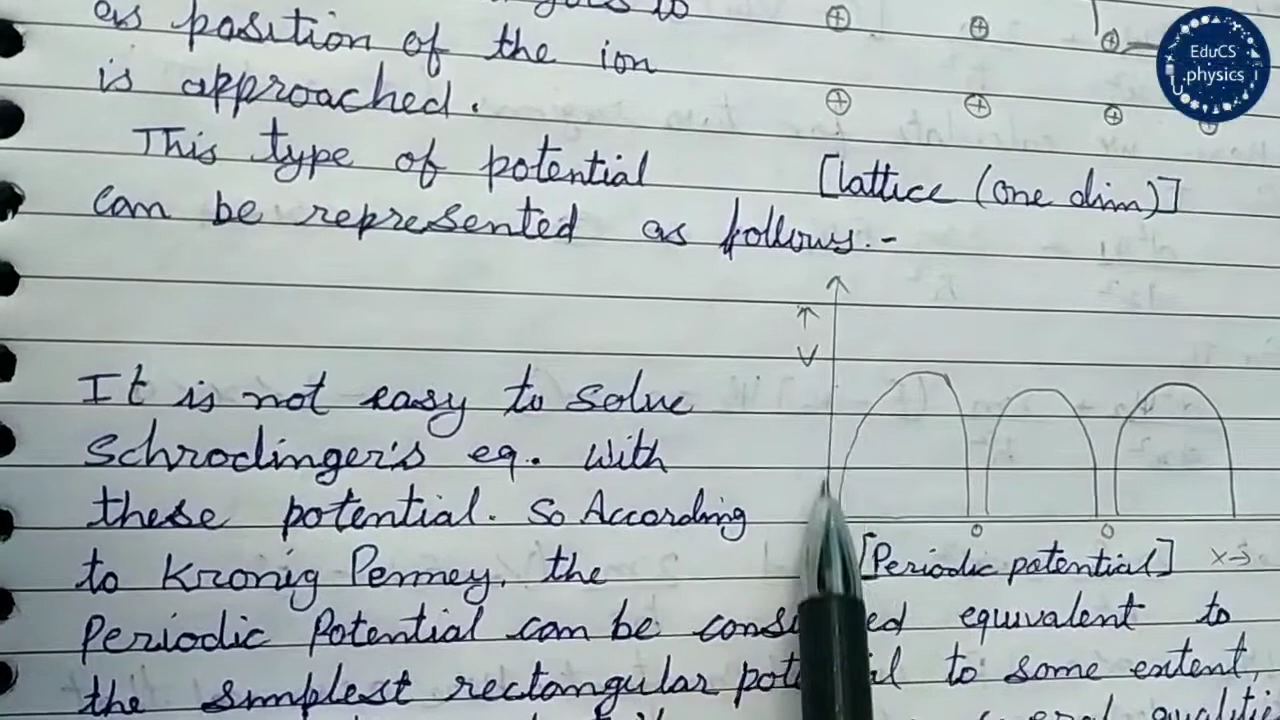 as position of the ion
is approached.
This type of potential
can be represented as follows.-
[lattice (one dim)]
It is not easy to solve
Schrodinger's eq. with
these potential. So According
to Kronig Penney, the
Periodic Potential can be equivalent to
the simplest rectangular to some extent,
V
[Periodic potential] x→
EduCS
physics